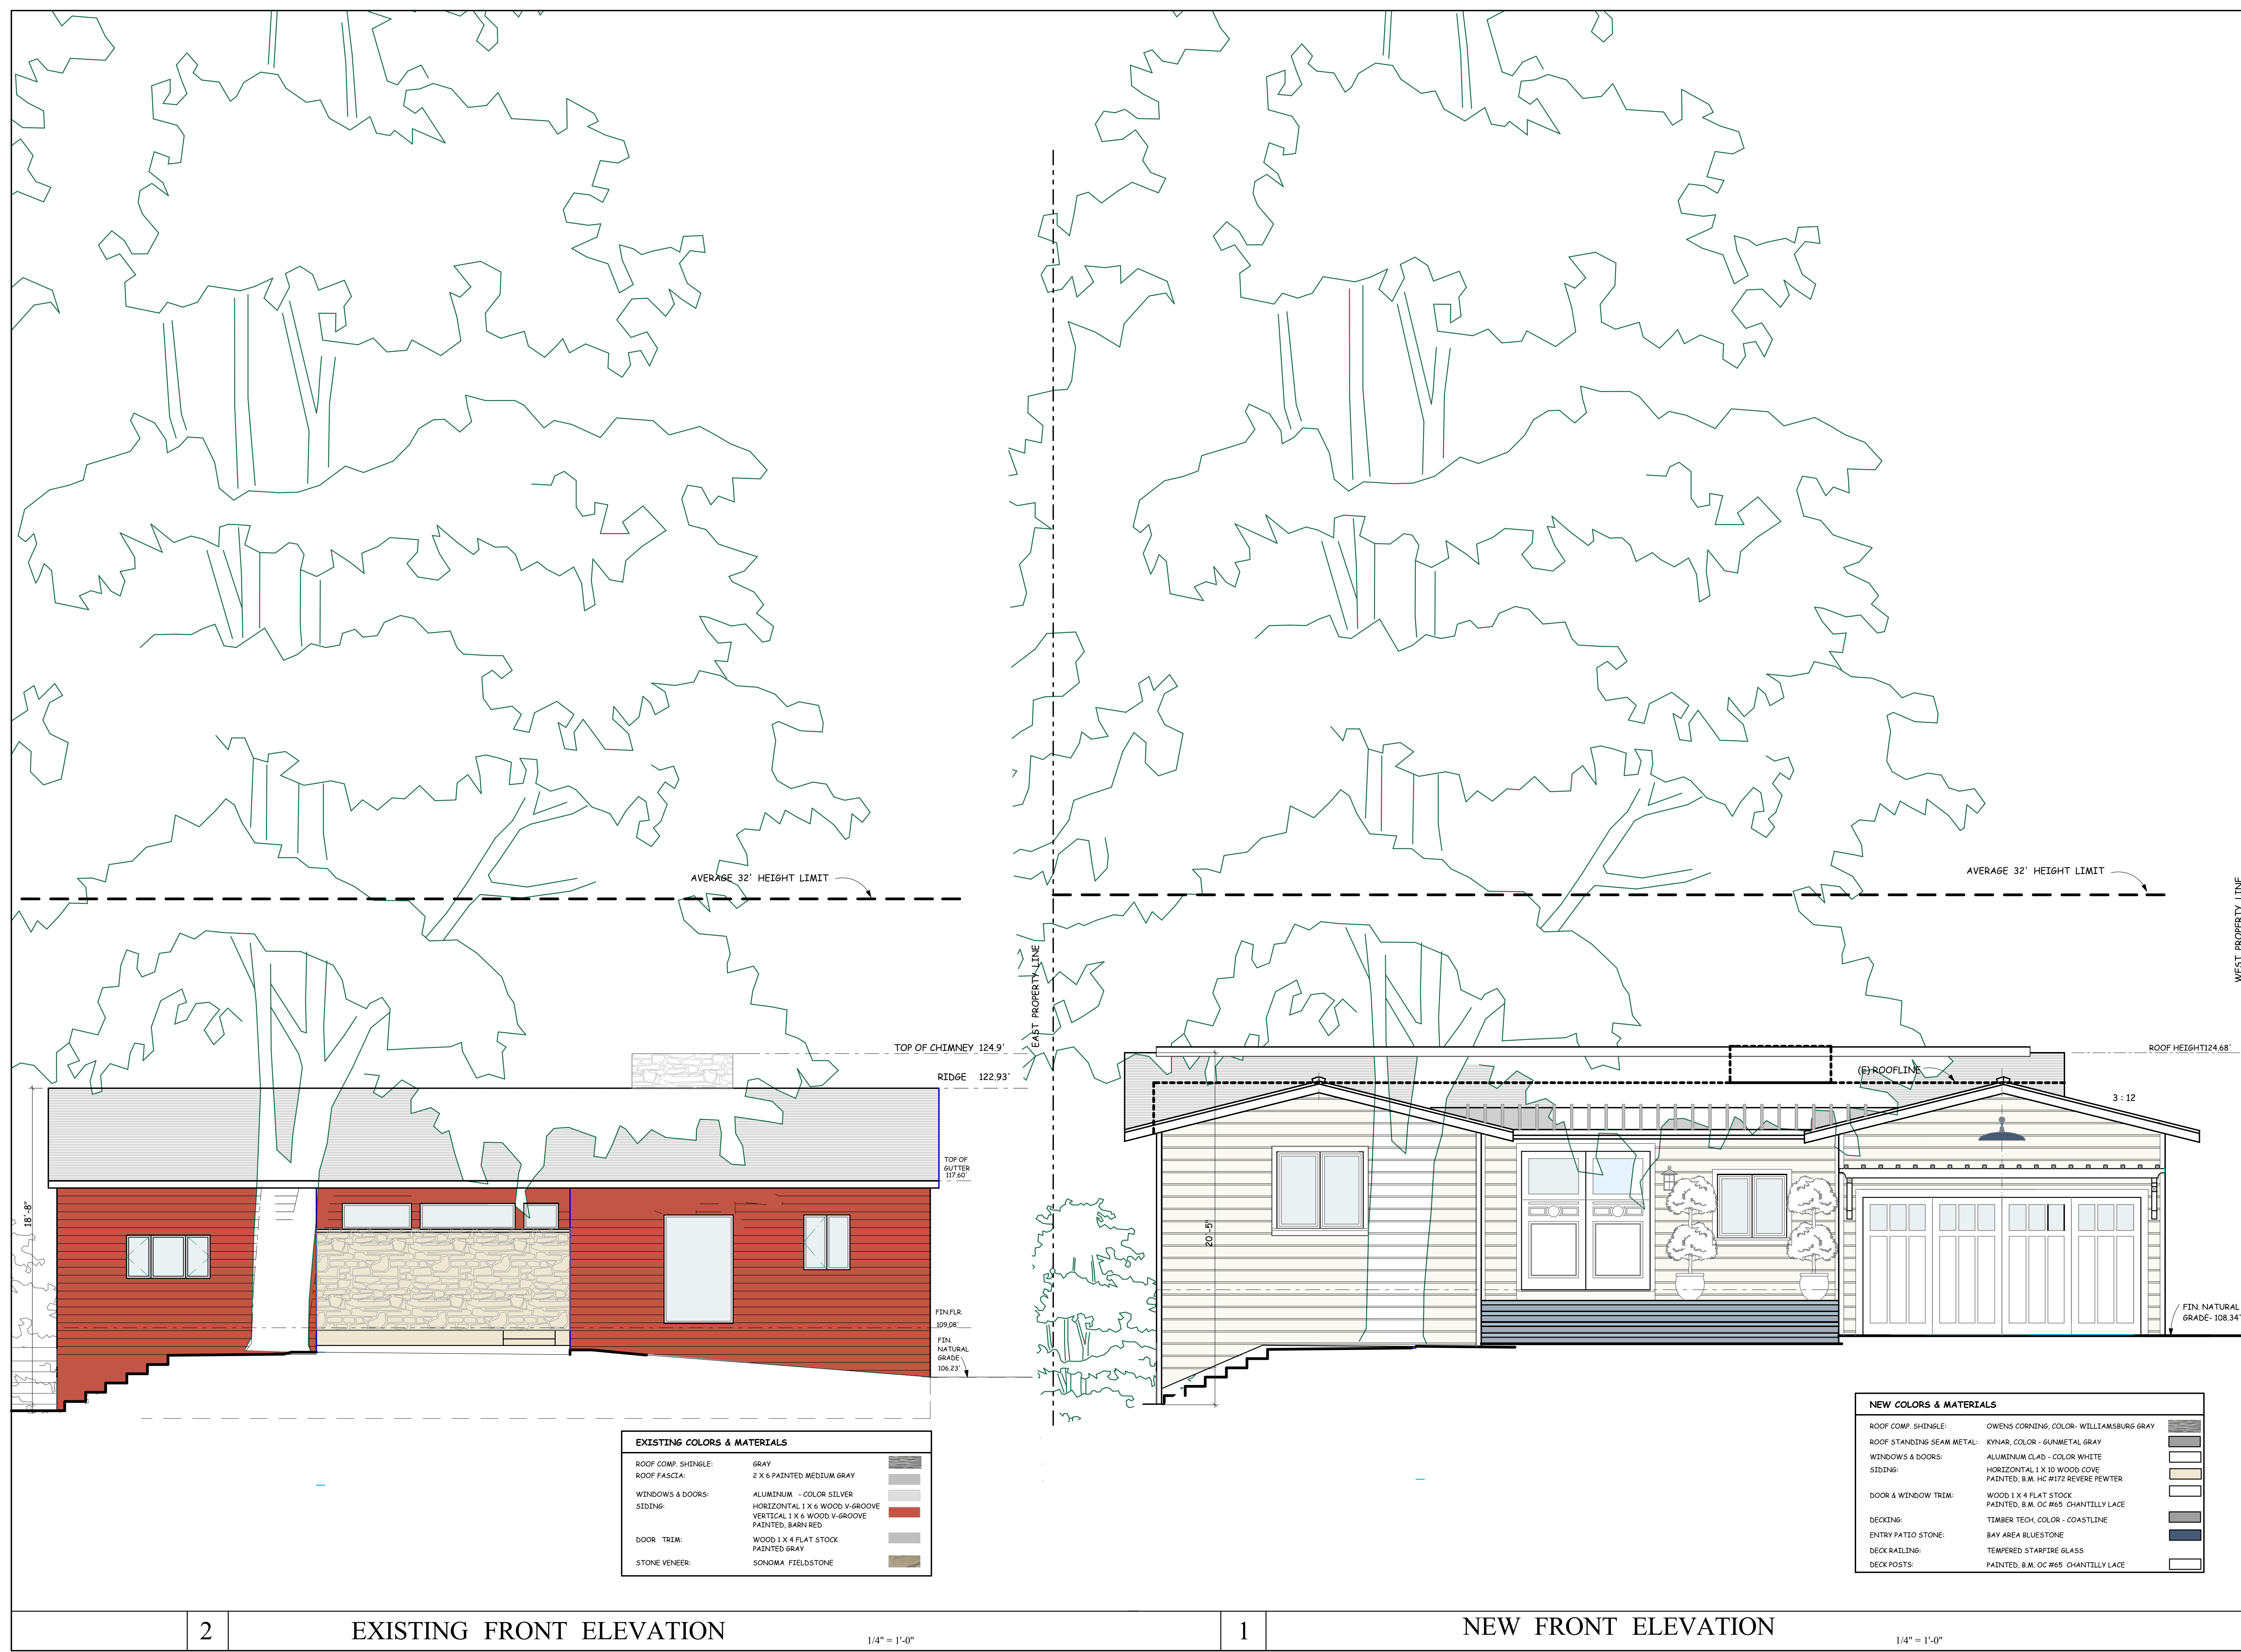 AVERAGE 32' HEIGHT LIMIT
EAST PROPERTY LINE
TOP OF CHIMNEY 124.9'
RIDGE 122.93'
TOP OF
GUTTER
117.60'
18'-8"
FIN.FLR.
109.08'
FIN.
NATURAL
GRADE
106.23'
EXISTING COLORS & MATERIALS
ROOF COMP. SHINGLE: GRAY
ROOF FASCIA: 2 X 6 PAINTED MEDIUM GRAY
WINDOWS & DOORS: ALUMINUM - COLOR SILVER
SIDING: HORIZONTAL 1 X 6 WOOD V-GROOVE
VERTICAL 1 X 6 WOOD V-GROOVE
PAINTED, BARN RED
DOOR TRIM: WOOD 1 X 4 FLAT STOCK
PAINTED GRAY
STONE VENEER: SONOMA FIELDSTONE
2
EXISTING FRONT ELEVATION
1/4" = 1'-0"
AVERAGE 32' HEIGHT LIMIT
WEST PROPERTY LINE
ROOF HEIGHT124.68'
(E) ROOFLINE
3 : 12
20'-5"
FIN. NATURAL
GRADE- 108.34'
NEW COLORS & MATERIALS
ROOF COMP. SHINGLE: OWENS CORNING, COLOR- WILLIAMSBURG GRAY
ROOF STANDING SEAM METAL: KYNAR, COLOR - GUNMETAL GRAY
WINDOWS & DOORS: ALUMINUM CLAD - COLOR WHITE
SIDING: HORIZONTAL 1 X 10 WOOD COVE
PAINTED, B.M. HC #172 REVERE PEWTER
DOOR & WINDOW TRIM: WOOD 1 X 4 FLAT STOCK
PAINTED, B.M. OC #65 CHANTILLY LACE
DECKING: TIMBER TECH, COLOR - COASTLINE
ENTRY PATIO STONE: BAY AREA BLUESTONE
DECK RAILING: TEMPERED STARFIRE GLASS
DECK POSTS: PAINTED, B.M. OC #65 CHANTILLY LACE
1
NEW FRONT ELEVATION
1/4" = 1'-0"